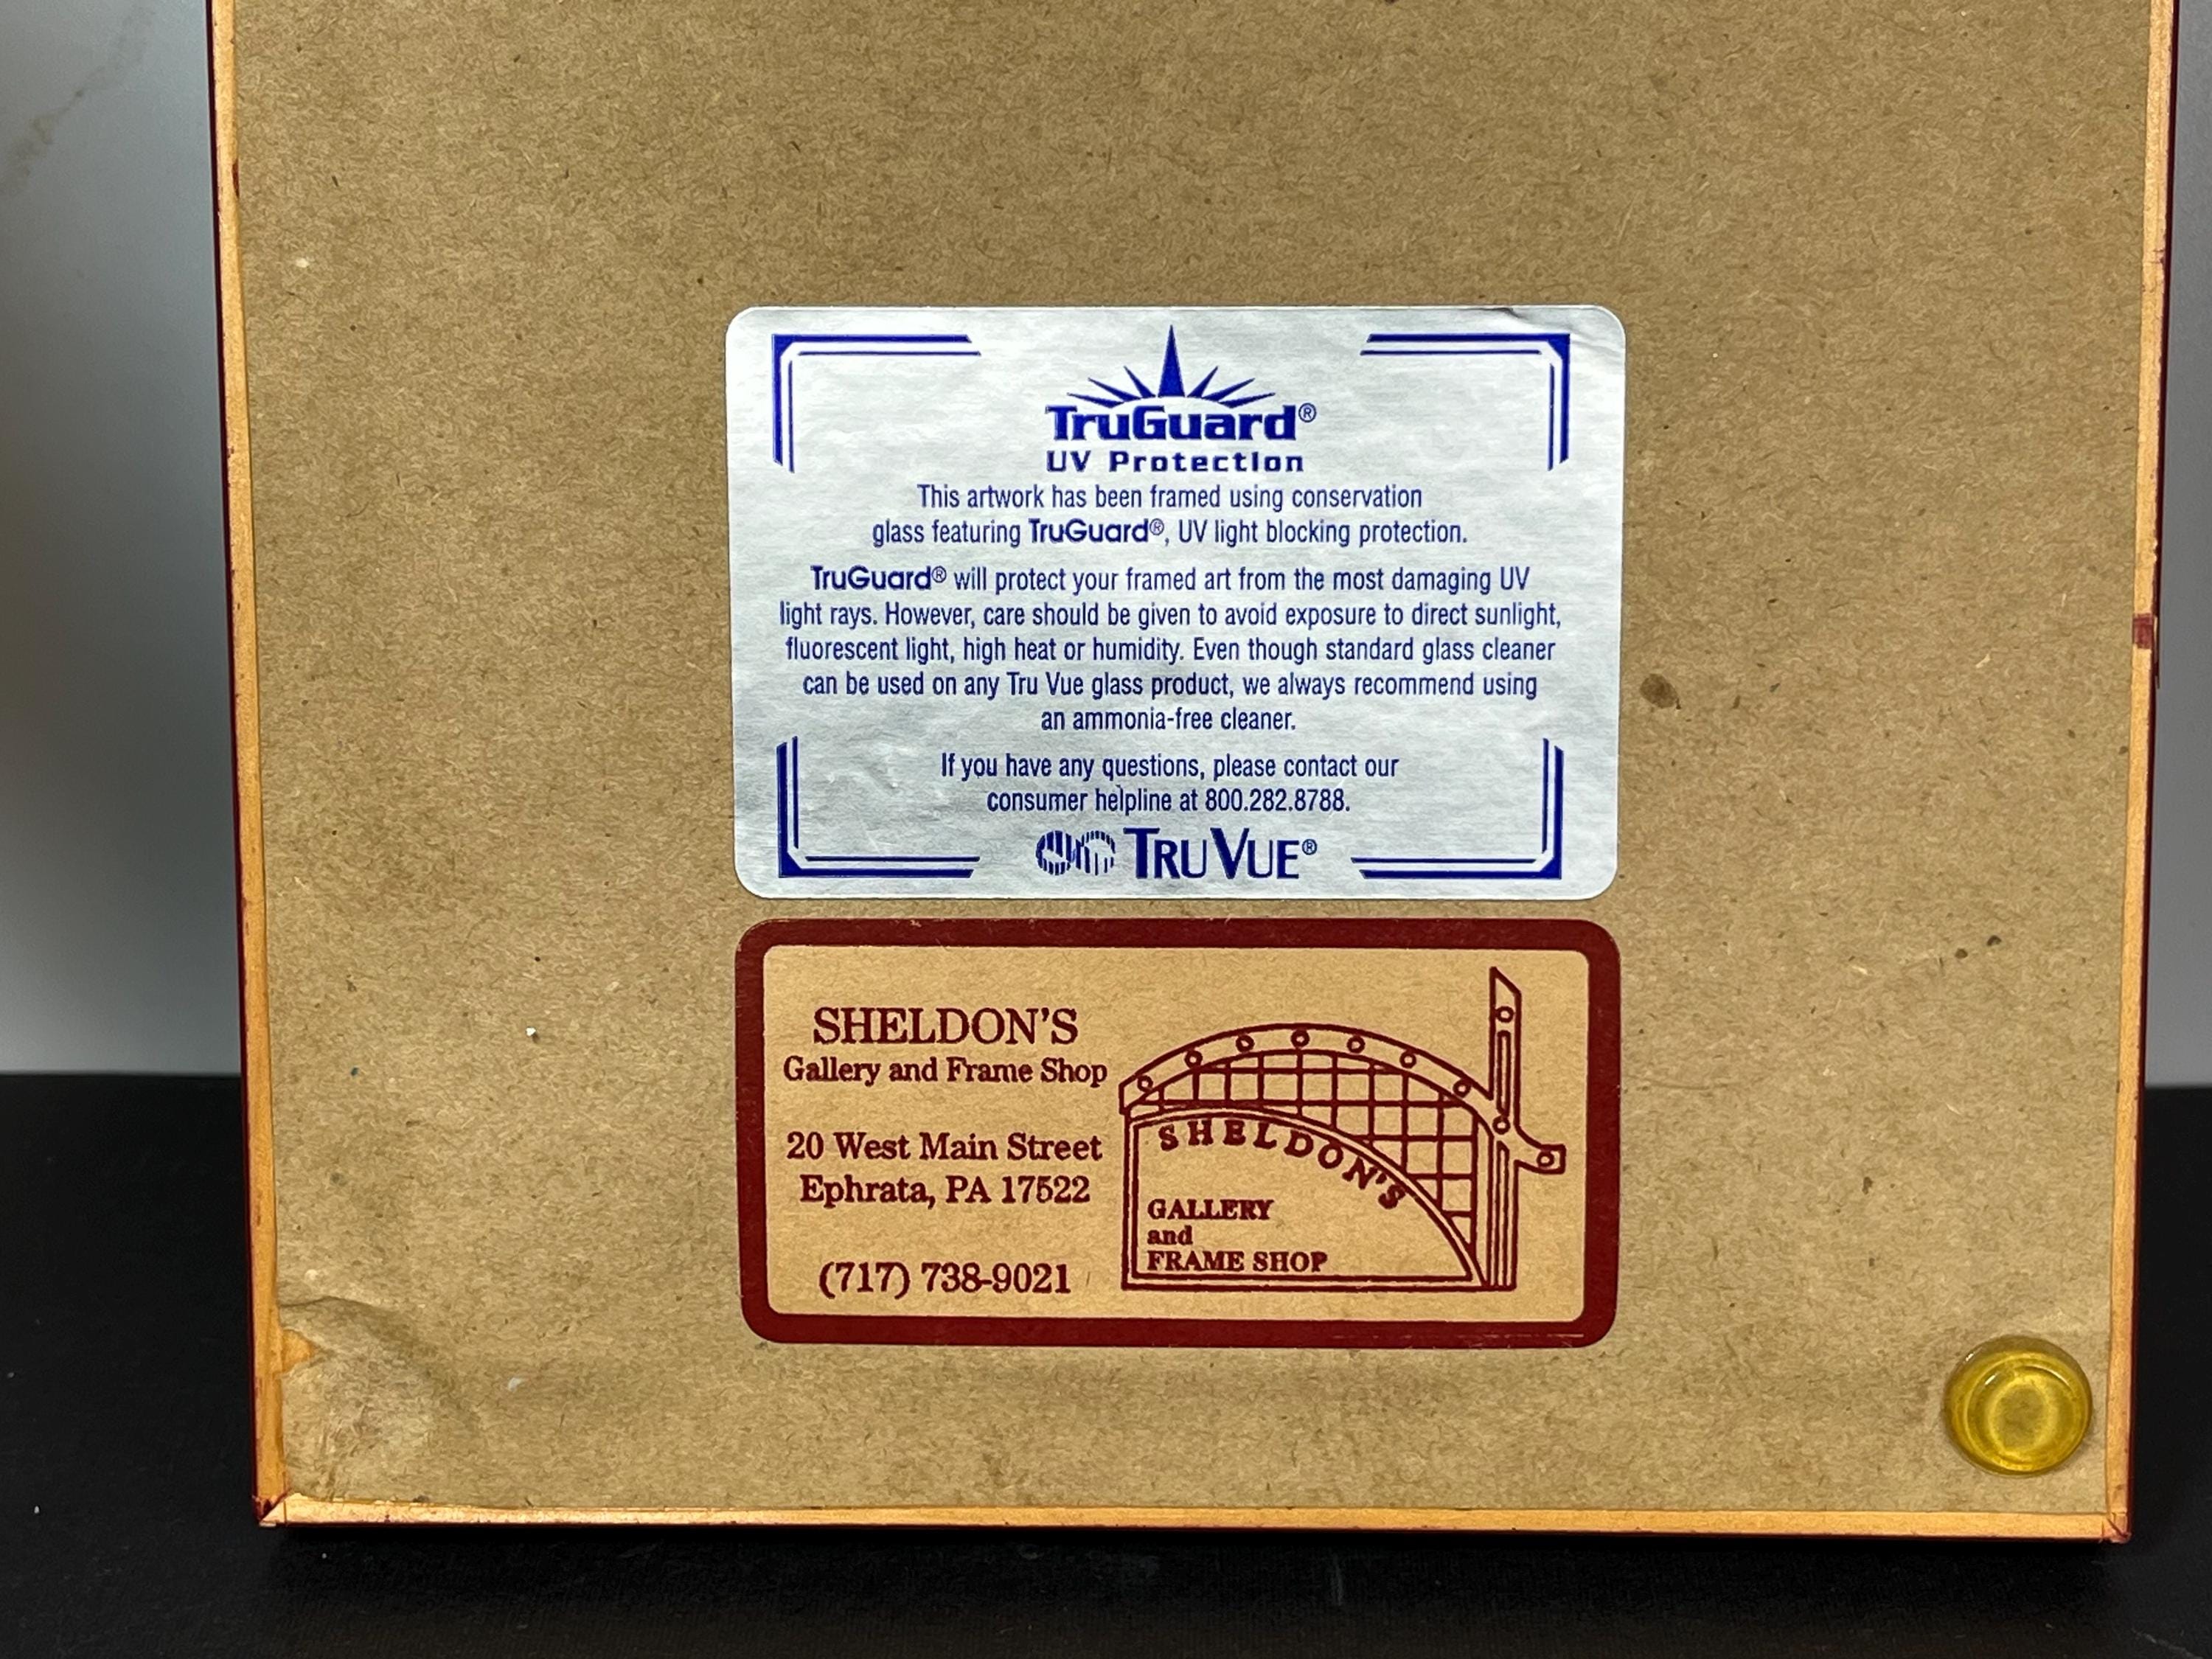 TruGuard®
UV Protection
This artwork has been framed using conservation
glass featuring TruGuard®, UV light blocking protection.
TruGuard® will protect your framed art from the most damaging UV
light rays. However, care should be given to avoid exposure to direct sunlight,
fluorescent light, high heat or humidity. Even though standard glass cleaner
can be used on any Tru Vue glass product, we always recommend using
an ammonia-free cleaner.
If you have any questions, please contact our
consumer helpline at 800.282.8788.
TRU VUE®
SHELDON'S
Gallery and Frame Shop
20 West Main Street
Ephrata, PA 17522
(717) 738-9021
SHELDON'S
GALLERY
and
FRAME SHOP